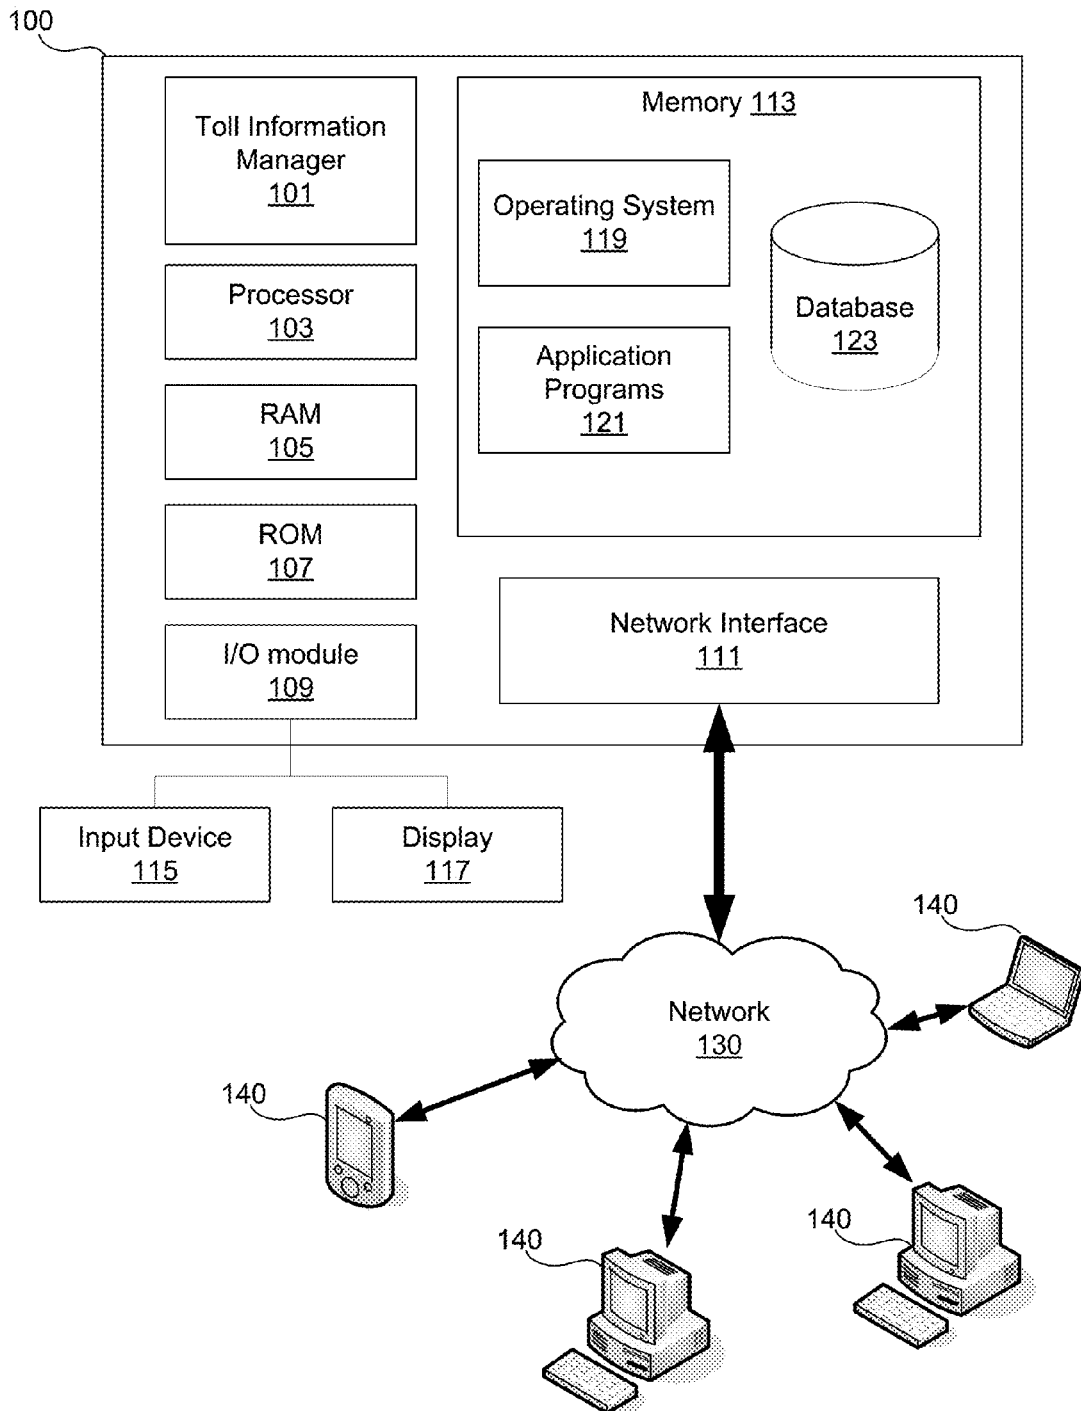 100
Toll Information
Manager
101
Processor
103
RAM
105
ROM
107
I/O module
109
Memory 113
Operating System
119
Application
Programs
121
Database
123
Network Interface
111
Input Device
115
Display
117
Network
130
140
140
140
140